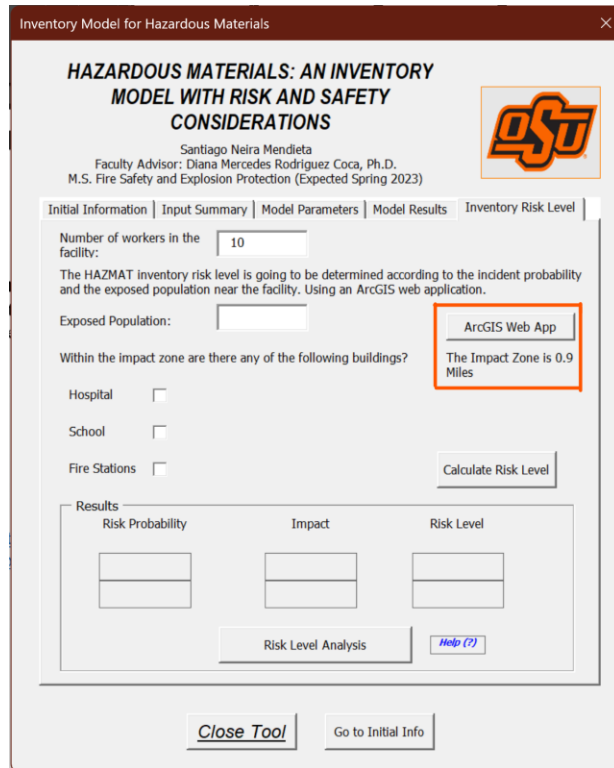 Inventory Model for Hazardous Materials
HAZARDOUS MATERIALS: AN INVENTORY
MODEL WITH RISK AND SAFETY
CONSIDERATIONS
OSU
Santiago Neira Mendieta
Faculty Advisor: Diana Mercedes Rodriguez Coca, Ph.D.
M.S. Fire Safety and Explosion Protection (Expected Spring 2023)
Initial Information Input Summary Model Parameters Model Results Inventory Risk Level
Number of workers in the
facility: 10
The HAZMAT inventory risk level is going to be determined according to the incident probability
and the exposed population near the facility. Using an ArcGIS web application.
Exposed Population:
ArcGIS Web App
Within the impact zone are there any of the following buildings?
The Impact Zone is 0.9
Miles
Hospital
School
Fire Stations
Calculate Risk Level
Results
Risk Probability Impact Risk Level
Risk Level Analysis
Help (?)
Close Tool
Go to Initial Info